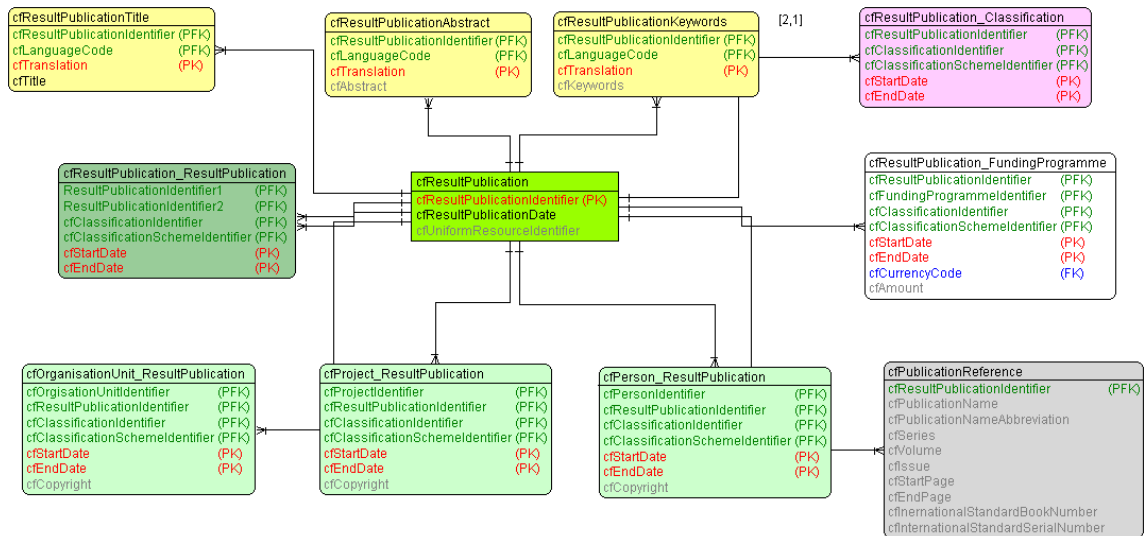 cfResultPublicationTitle
cfResultPublicationIdentifier (PFK)
cfLanguageCode (PFK)
cfTranslation (PK)
cfTitle
cfResultPublicationAbstract
cfResultPublicationIdentifier (PFK)
cfLanguageCode (PFK)
cfTranslation (PK)
cfAbstract
cfResultPublicationKeywords
cfResultPublicationIdentifier (PFK)
cfLanguageCode (PFK)
cfTranslation (PK)
cfKeywords
[2,1]
cfResultPublication_Classification
cfResultPublicationIdentifier (PFK)
cfClassificationIdentifier (PFK)
cfClassificationSchemeIdentifier (PFK)
cfStartDate (PK)
cfEndDate (PK)
cfResultPublication_ResultPublication
ResultPublicationIdentifier1 (PFK)
ResultPublicationIdentifier2 (PFK)
cfClassificationIdentifier (PFK)
cfClassificationSchemeIdentifier (PFK)
cfStartDate (PK)
cfEndDate (PK)
cfResultPublication
cfResultPublicationIdentifier (PK)
cfResultPublicationDate
cfUniformResourceIdentifier
cfResultPublication_FundingProgramme
cfResultPublicationIdentifier (PFK)
cfFundingProgrammeIdentifier (PFK)
cfClassificationIdentifier (PFK)
cfClassificationSchemeIdentifier (PFK)
cfStartDate (PK)
cfEndDate (PK)
cfCurrencyCode (FK)
cfAmount
cfOrganisationUnit_ResultPublication
cfOrgisationUnitIdentifier (PFK)
cfResultPublicationIdentifier (PFK)
cfClassificationIdentifier (PFK)
cfClassificationSchemeIdentifier (PFK)
cfStartDate (PK)
cfEndDate (PK)
cfCopyright
cfProject_ResultPublication
cfProjectIdentifier (PFK)
cfResultPublicationIdentifier (PFK)
cfClassificationIdentifier (PFK)
cfClassificationSchemeIdentifier (PFK)
cfStartDate (PK)
cfEndDate (PK)
cfCopyright
cfPerson_ResultPublication
cfPersonIdentifier (PFK)
cfResultPublicationIdentifier (PFK)
cfClassificationIdentifier (PFK)
cfClassificationSchemeIdentifier (PFK)
cfStartDate (PK)
cfEndDate (PK)
cfCopyright
cfPublicationReference
cfResultPublicationIdentifier (PFK)
cfPublicationName
cfPublicationNameAbbreviation
cfSeries
cfVolume
cfIssue
cfStartPage
cfEndPage
cfInernationalStandardBookNumber
cfInternationalStandardSerialNumber